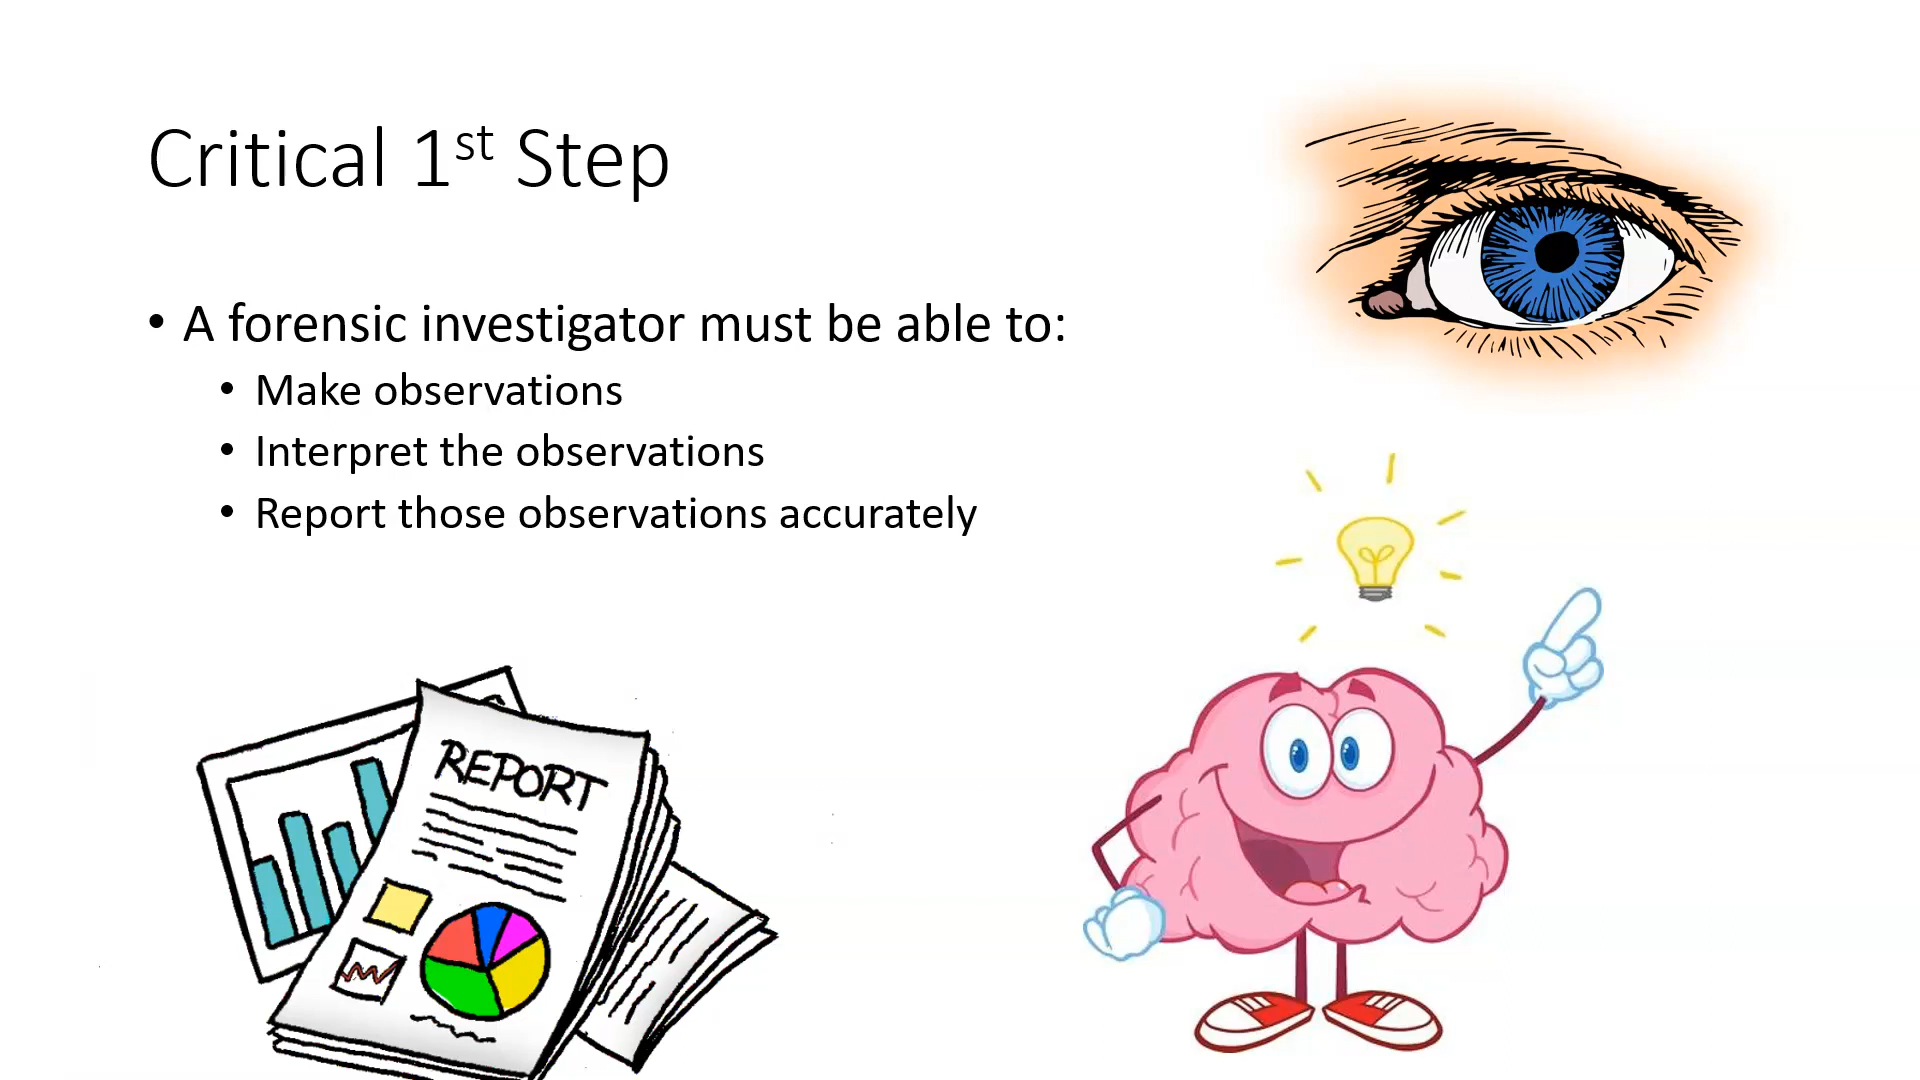 Critical 1st Step
• A forensic investigator must be able to:
• Make observations
• Interpret the observations
• Report those observations accurately
REPORT